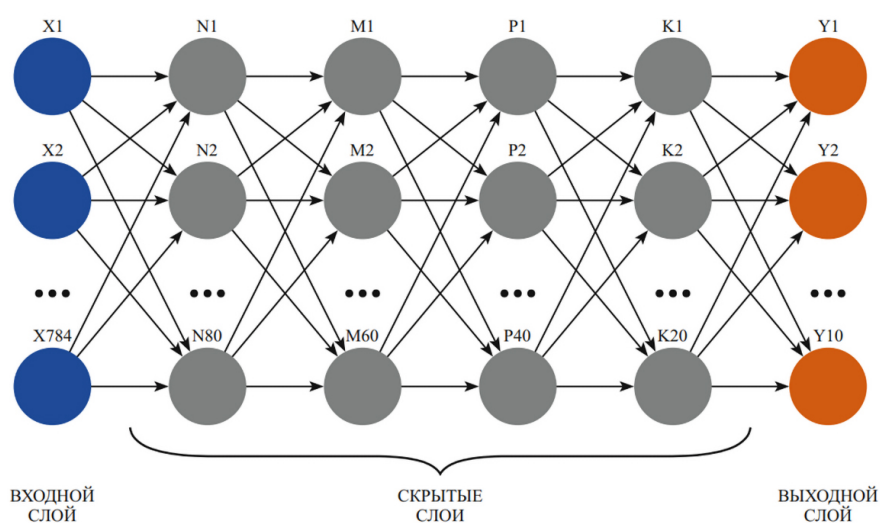 X1 N1 M1 P1 K1 Y1
X2 N2 M2 P2 K2 Y2
X784 N80 M60 P40 K20 Y10
ВХОДНОЙ
СЛОЙ
СКРЫТЫЕ
СЛОИ
ВЫХОДНОЙ
СЛОЙ